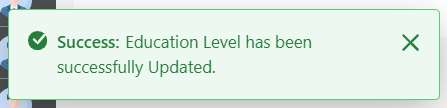 Success: Education Level has been
successfully Updated.